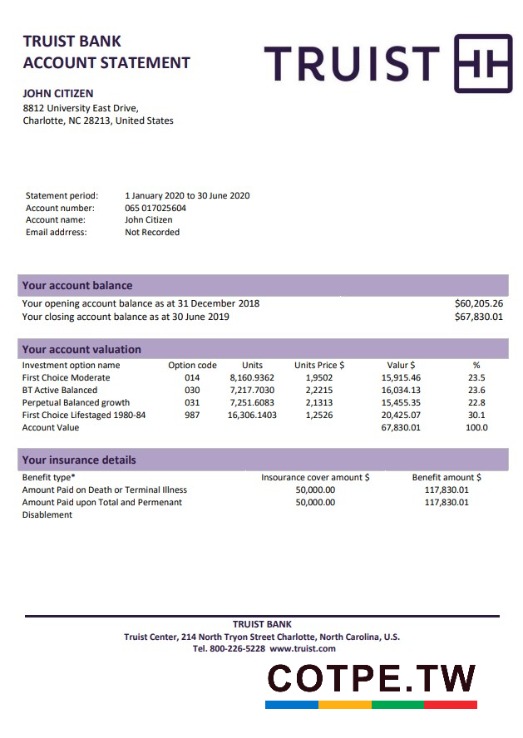 TRUIST BANK
ACCOUNT STATEMENT
TRUIST
JOHN CITIZEN
8812 University East Drive,
Charlotte, NC 28213, United States
Statement period: 1 January 2020 to 30 June 2020
Account number: 065 017025604
Account name: John Citizen
Email addrress: Not Recorded
Your account balance
Your opening account balance as at 31 December 2018 $60,205.26
Your closing account balance as at 30 June 2019 $67,830.01
Your account valuation
Investment option name Option code Units Units Price $ Valur $ %
First Choice Moderate 014 8,160.9362 1,9502 15,915.46 23.5
BT Active Balanced 030 7,217.7030 2,2215 16,034.13 23.6
Perpetual Balanced growth 031 7,251.6083 2,1313 15,455.35 22.8
First Choice Lifestaged 1980-84 987 16,306.1403 1,2526 20,425.07 30.1
Account Value 67,830.01 100.0
Your insurance details
Benefit type* Insourance cover amount $ Benefit amount $
Amount Paid on Death or Terminal Illness 50,000.00 117,830.01
Amount Paid upon Total and Permenant 50,000.00 117,830.01
Disablement
TRUIST BANK
Truist Center, 214 North Tryon Street Charlotte, North Carolina, U.S.
Tel. 800-226-5228 www.truist.com
COTPE.TW